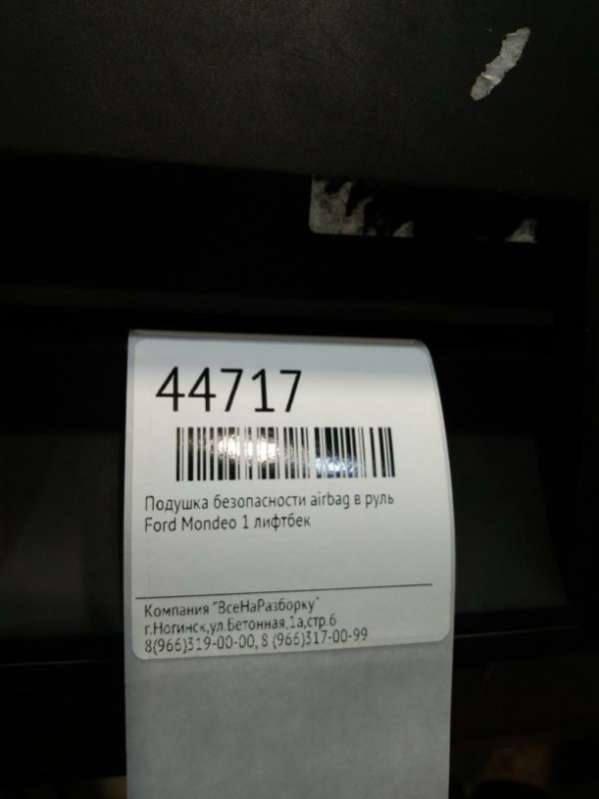 44717
Подушка безопасности airbag в руль
Ford Mondeo 1 лифтбек
Компания "ВсеНаРазборку"
г.Ногинск,ул.Бетонная,1а,стр.6
8(966)319-00-00, 8 (966)317-00-99